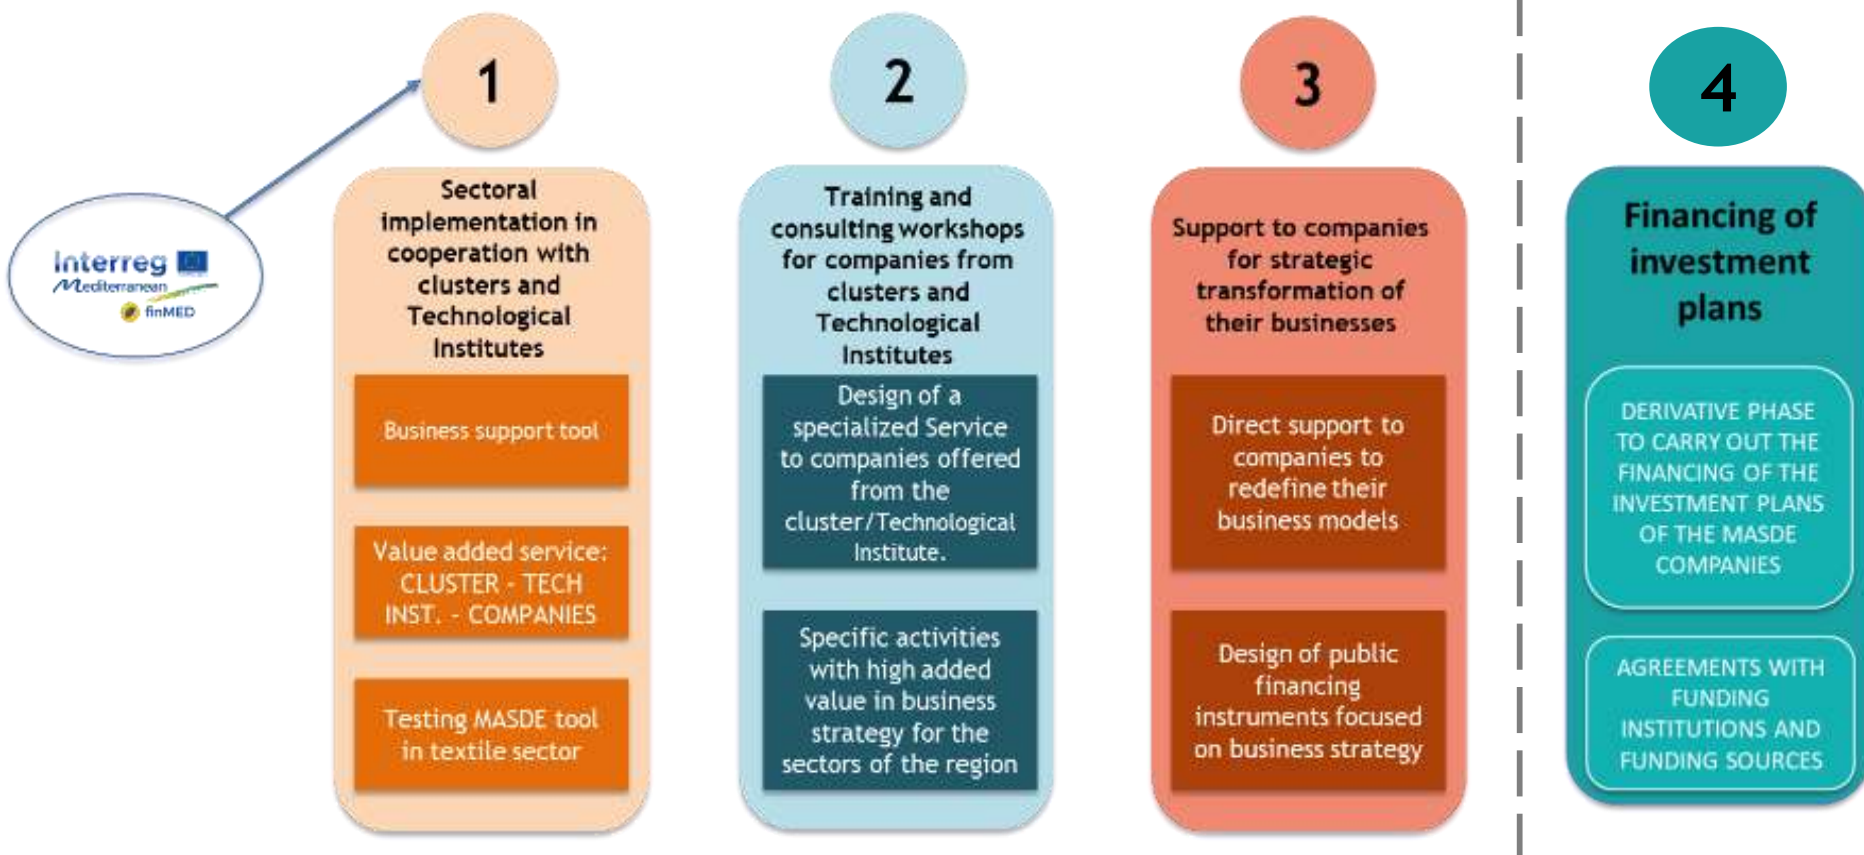 Interreg
Mediterranean
finMED
1
Sectoral
implementation in
cooperation with
clusters and
Technological
Institutes
Business support tool
Value added service:
CLUSTER - TECH
INST. - COMPANIES
Testing MASDE tool
in textile sector
2
Training and
consulting workshops
for companies from
clusters and
Technological
Institutes
Design of a
specialized Service
to companies offered
from the
cluster/Technological
Institute.
Specific activities
with high added
value in business
strategy for the
sectors of the region
3
Support to companies
for strategic
transformation of
their businesses
Direct support to
companies to
redefine their
business models
Design of public
financing
instruments focused
on business strategy
4
Financing of
investment
plans
DERIVATIVE PHASE
TO CARRY OUT THE
FINANCING OF THE
INVESTMENT PLANS
OF THE MASDE
COMPANIES
AGREEMENTS WITH
FUNDING
INSTITUTIONS AND
FUNDING SOURCES